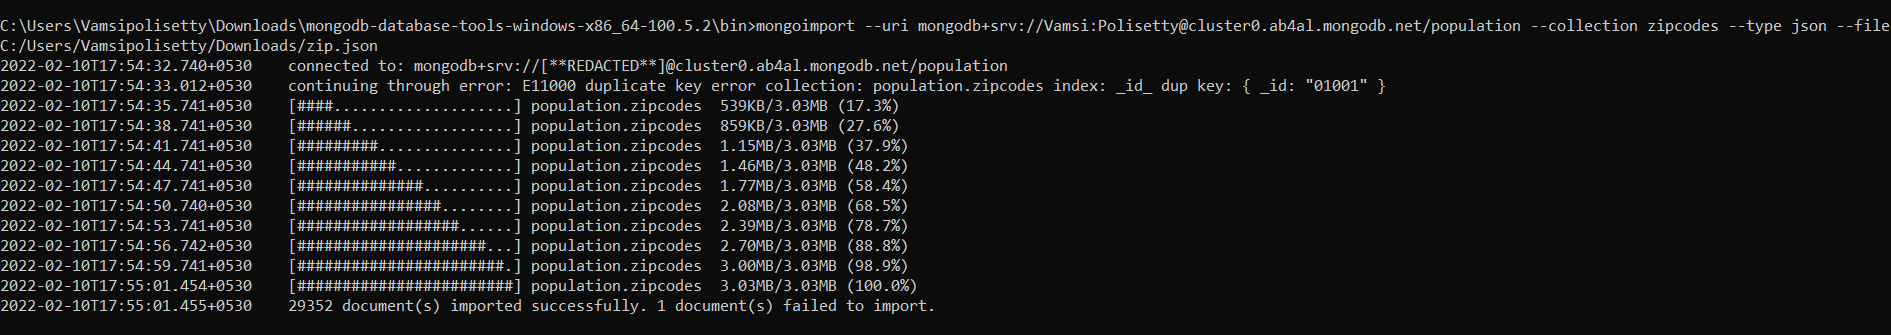 C:\Users\Vamsipolisetty\Downloads\mongodb-database-tools-windows-x86_64-100.5.2\bin>mongoimport --uri mongodb+srv://Vamsi:Polisetty@cluster0.ab4al.mongodb.net/population --collection zipcodes --type json --file
C:/Users/Vamsipolisetty/Downloads/zip.json
2022-02-10T17:54:32.740+0530    connected to: mongodb+srv://[**REDACTED**]@cluster0.ab4al.mongodb.net/population
2022-02-10T17:54:33.012+0530    continuing through error: E11000 duplicate key error collection: population.zipcodes index: _id_ dup key: { _id: "01001" }
2022-02-10T17:54:35.741+0530    [####....................] population.zipcodes  539KB/3.03MB (17.3%)
2022-02-10T17:54:38.741+0530    [######..................] population.zipcodes  859KB/3.03MB (27.6%)
2022-02-10T17:54:41.741+0530    [#########...............] population.zipcodes  1.15MB/3.03MB (37.9%)
2022-02-10T17:54:44.741+0530    [###########.............] population.zipcodes  1.46MB/3.03MB (48.2%)
2022-02-10T17:54:47.741+0530    [##############..........] population.zipcodes  1.77MB/3.03MB (58.4%)
2022-02-10T17:54:50.740+0530    [################........] population.zipcodes  2.08MB/3.03MB (68.5%)
2022-02-10T17:54:53.741+0530    [##################......] population.zipcodes  2.39MB/3.03MB (78.7%)
2022-02-10T17:54:56.742+0530    [#####################...] population.zipcodes  2.70MB/3.03MB (88.8%)
2022-02-10T17:54:59.741+0530    [#######################.] population.zipcodes  3.00MB/3.03MB (98.9%)
2022-02-10T17:55:01.454+0530    [########################] population.zipcodes  3.03MB/3.03MB (100.0%)
2022-02-10T17:55:01.455+0530    29352 document(s) imported successfully. 1 document(s) failed to import.